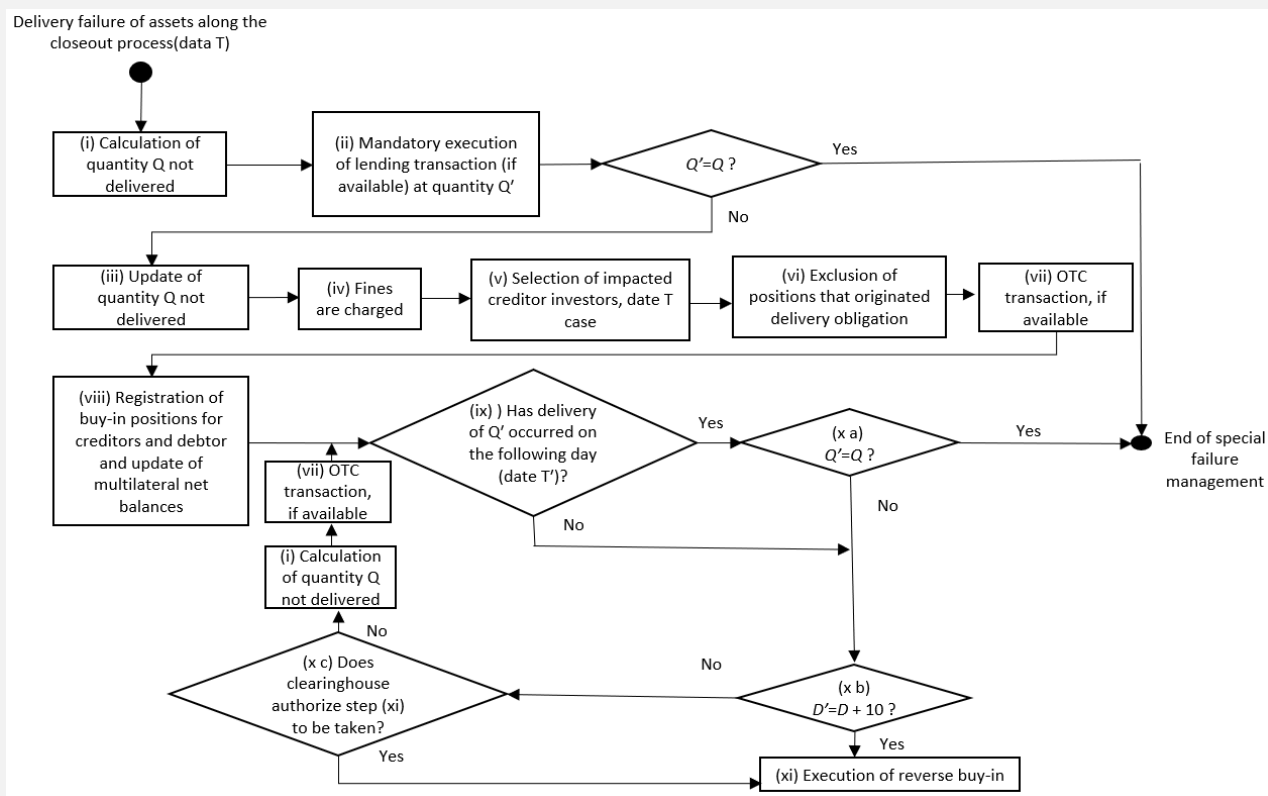 Delivery failure of assets along the
closeout process(data T)
(i) Calculation of
quantity Q not
delivered
(ii) Mandatory execution
of lending transaction (if
available) at quantity Q’
Q’=Q ?
Yes
No
(iii) Update of
quantity Q not
delivered
(iv) Fines
are charged
(v) Selection of impacted
creditor investors, date T
case
(vi) Exclusion of
positions that originated
delivery obligation
(vii) OTC
transaction, if
available
(viii) Registration of
buy-in positions for
creditors and debtor
and update of
multilateral net
balances
(ix) ) Has delivery
of Q’ occurred on
the following day
(date T’)?
Yes
(x a)
Q’=Q ?
Yes
End of special
failure
management
(vii) OTC
transaction,
if available
No
No
(i) Calculation
of quantity Q
not delivered
No
(x c) Does
clearinghouse
authorize step (xi)
to be taken?
No
(x b)
D’=D + 10 ?
Yes
Yes
(xi) Execution of reverse buy-in